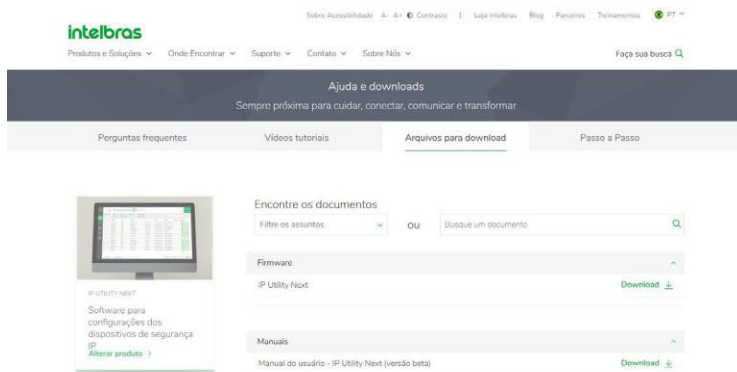 Sobre Acessibilidade A- A+ Contraste | Loja Intelbras Blog Parceiros Treinamentos PT
intelbras
Produtos e Soluções Onde Encontrar Suporte Contato Sobre Nós Faça sua busca
Ajuda e downloads
Sempre próxima para cuidar, conectar, comunicar e transformar
Perguntas frequentes Vídeos tutoriais Arquivos para download Passo a Passo
Encontre os documentos
Filtre os assuntos ou Busque um documento
Firmware
IP Utility Next Download
IP UTILITY NEXT
Software para
configurações dos
dispositivos de segurança
IP
Alterar produto >
Manuais
Manual do usuário - IP Utility Next (versão beta) Download